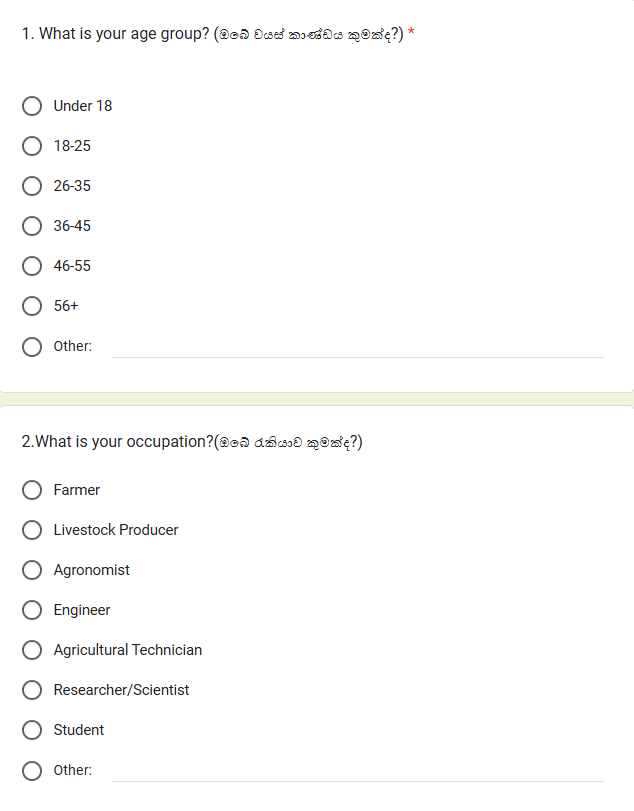 1. What is your age group? (ඔබේ වයස් කාණ්ඩය කුමක්ද?) *
Under 18
18-25
26-35
36-45
46-55
56+
Other:
2.What is your occupation?(ඔබේ රැකියාව කුමක්ද?)
Farmer
Livestock Producer
Agronomist
Engineer
Agricultural Technician
Researcher/Scientist
Student
Other: